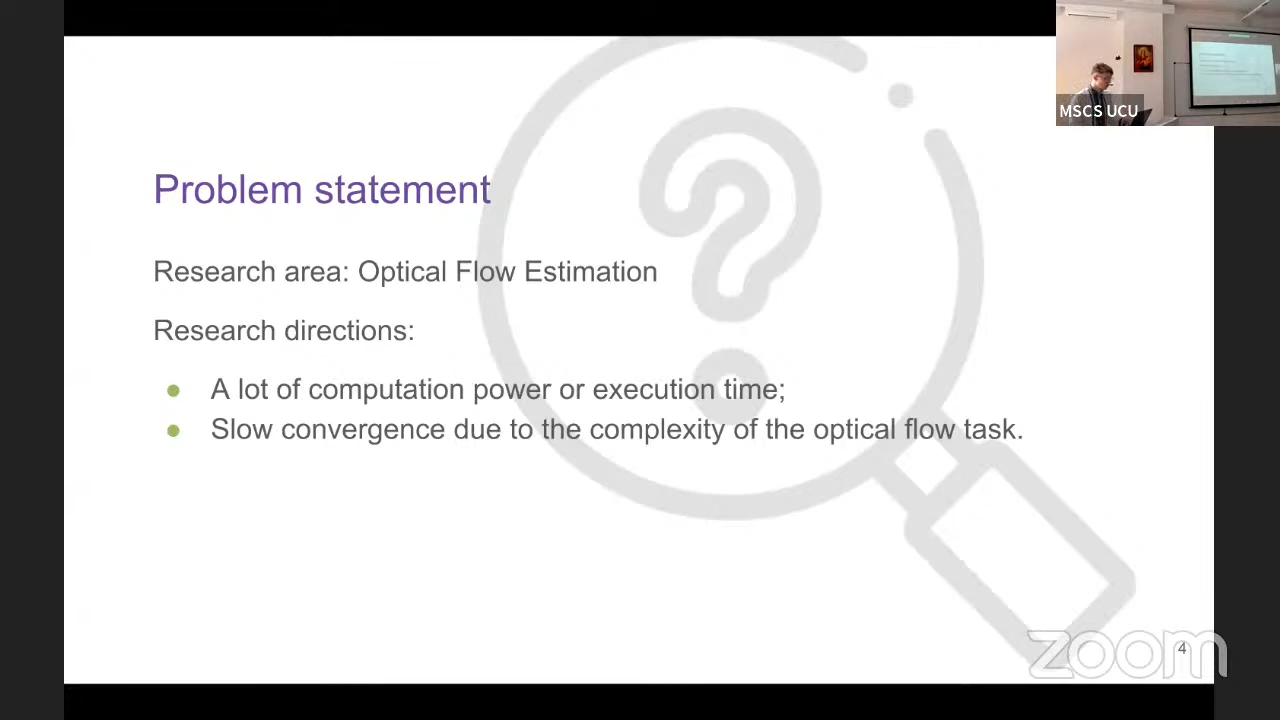 MSCS UCU
Problem statement
Research area: Optical Flow Estimation
Research directions:
● A lot of computation power or execution time;
● Slow convergence due to the complexity of the optical flow task.
zoom
4